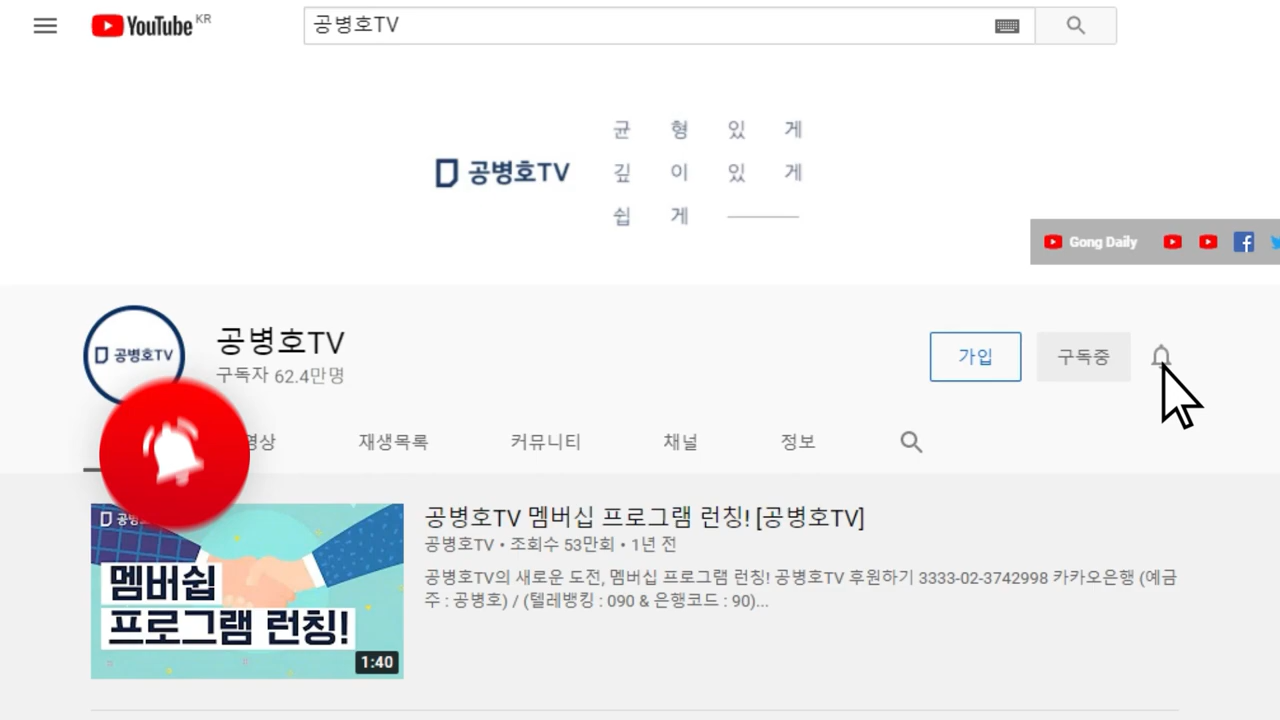 YouTube KR
공병호TV
균형있게
공병호TV
깊이있게
쉽게
Gong Daily
공병호TV
공병호TV
구독자 62.4만명
가입
구독중
영상
재생목록
커뮤니티
채널
정보
공병호TV 멤버십 프로그램 런칭! [공병호TV]
공병호TV • 조회수 53만회 • 1년 전
공병호TV의 새로운 도전, 멤버십 프로그램 런칭! 공병호TV 후원하기 3333-02-3742998 카카오은행 (예금
주 : 공병호) / (텔레뱅킹 : 090 & 은행코드 : 90)...
멤버쉽
프로그램 런칭!
1:40